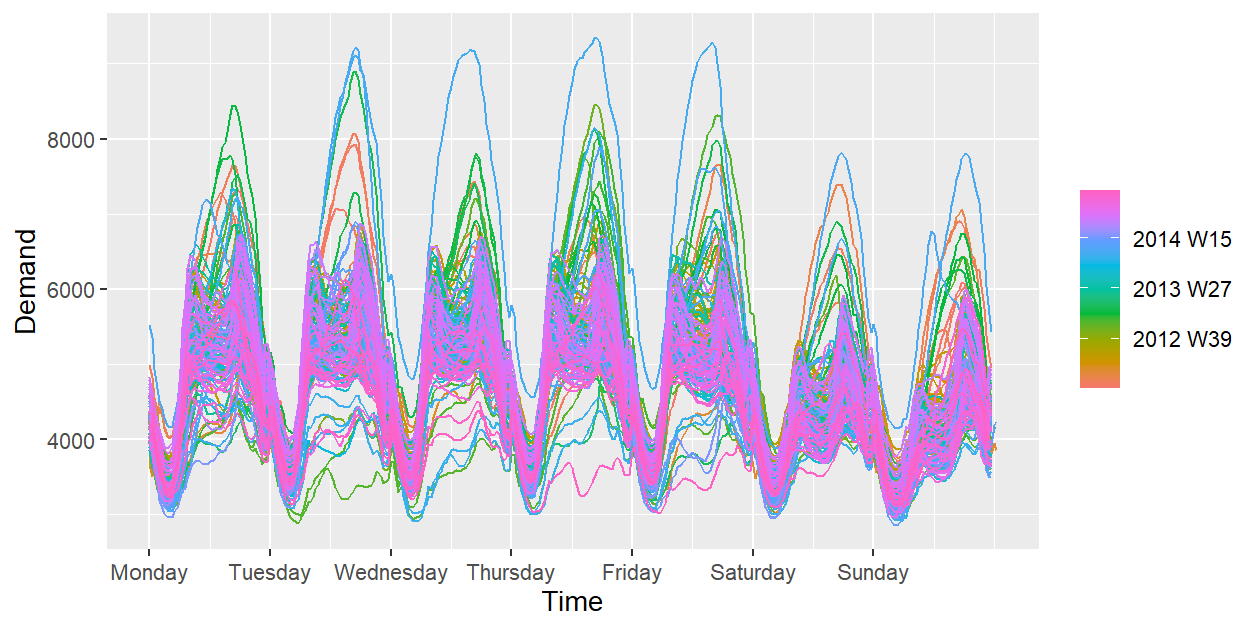 Demand
8000
6000
4000
Monday Tuesday Wednesday Thursday Friday Saturday Sunday
Time
2014 W15
2013 W27
2012 W39